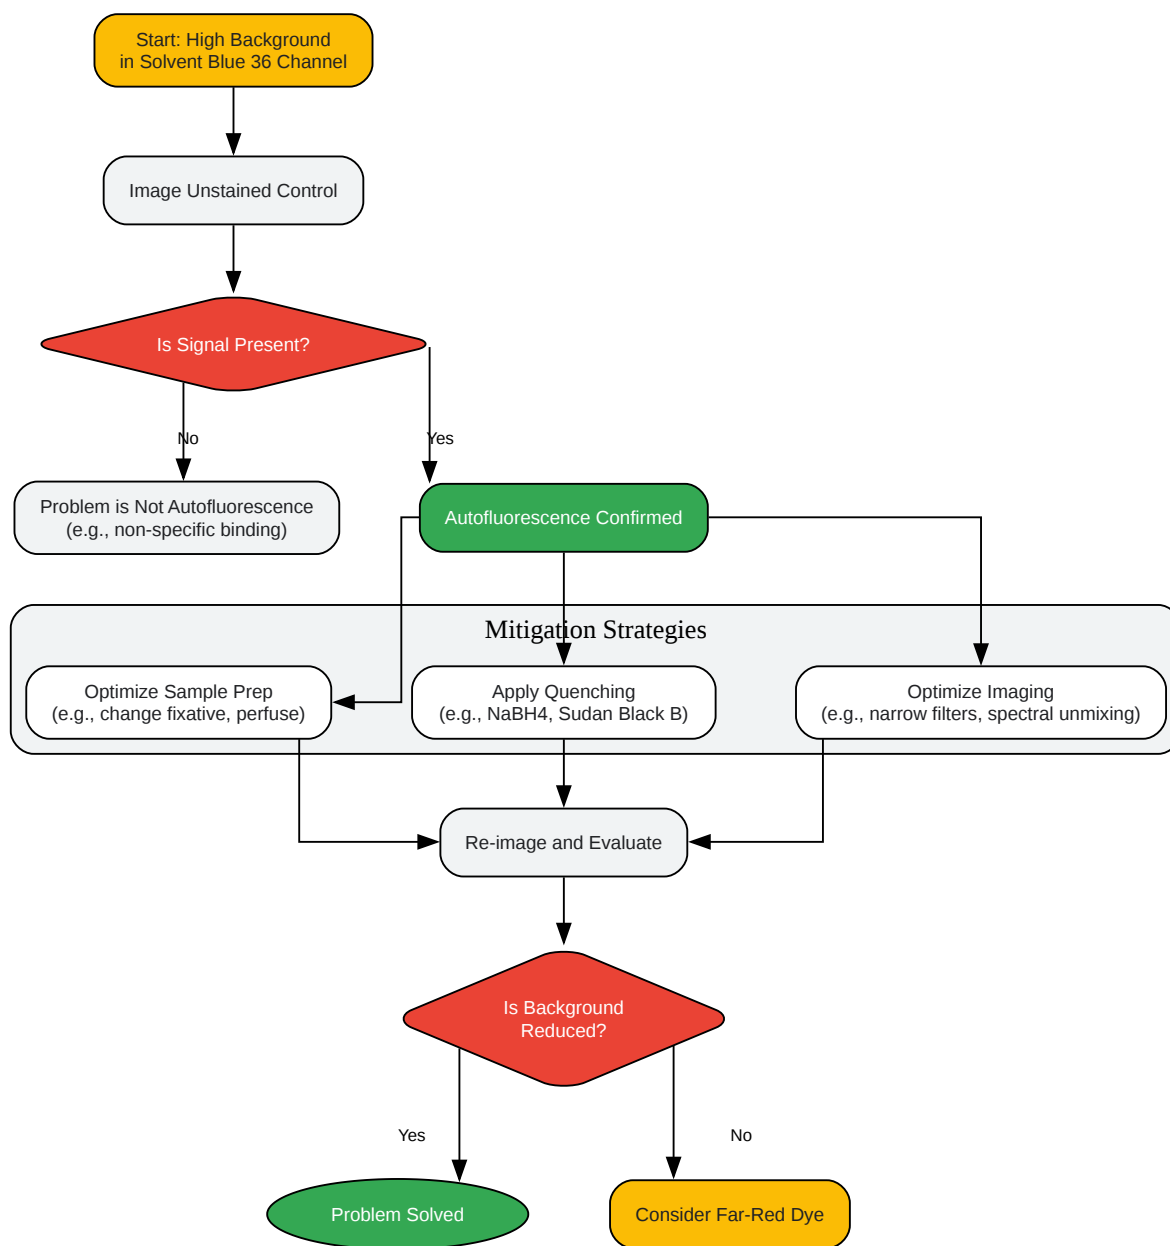 Start: High Background
in Solvent Blue 36 Channel
Image Unstained Control
Is Signal Present?
No
Yes
Problem is Not Autofluorescence
(e.g., non-specific binding)
Autofluorescence Confirmed
Mitigation Strategies
Optimize Sample Prep
(e.g., change fixative, perfuse)
Apply Quenching
(e.g., NaBH4, Sudan Black B)
Optimize Imaging
(e.g., narrow filters, spectral unmixing)
Re-image and Evaluate
Is Background
Reduced?
Yes
No
Problem Solved
Consider Far-Red Dye